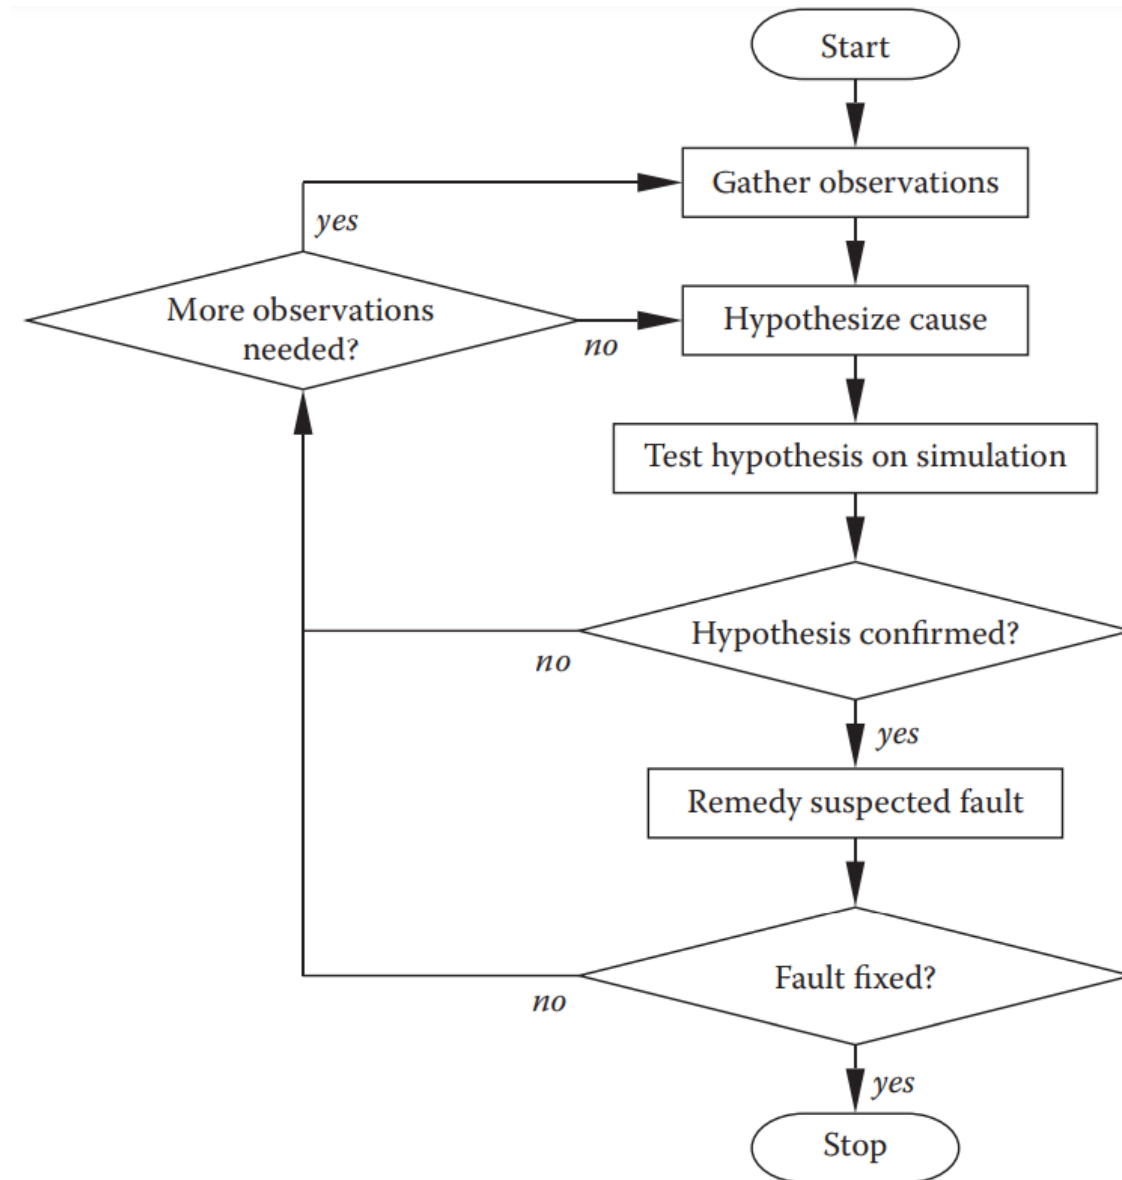 Start
Gather observations
yes
More observations
needed?
no
Hypothesize cause
Test hypothesis on simulation
Hypothesis confirmed?
no
yes
Remedy suspected fault
Fault fixed?
no
yes
Stop